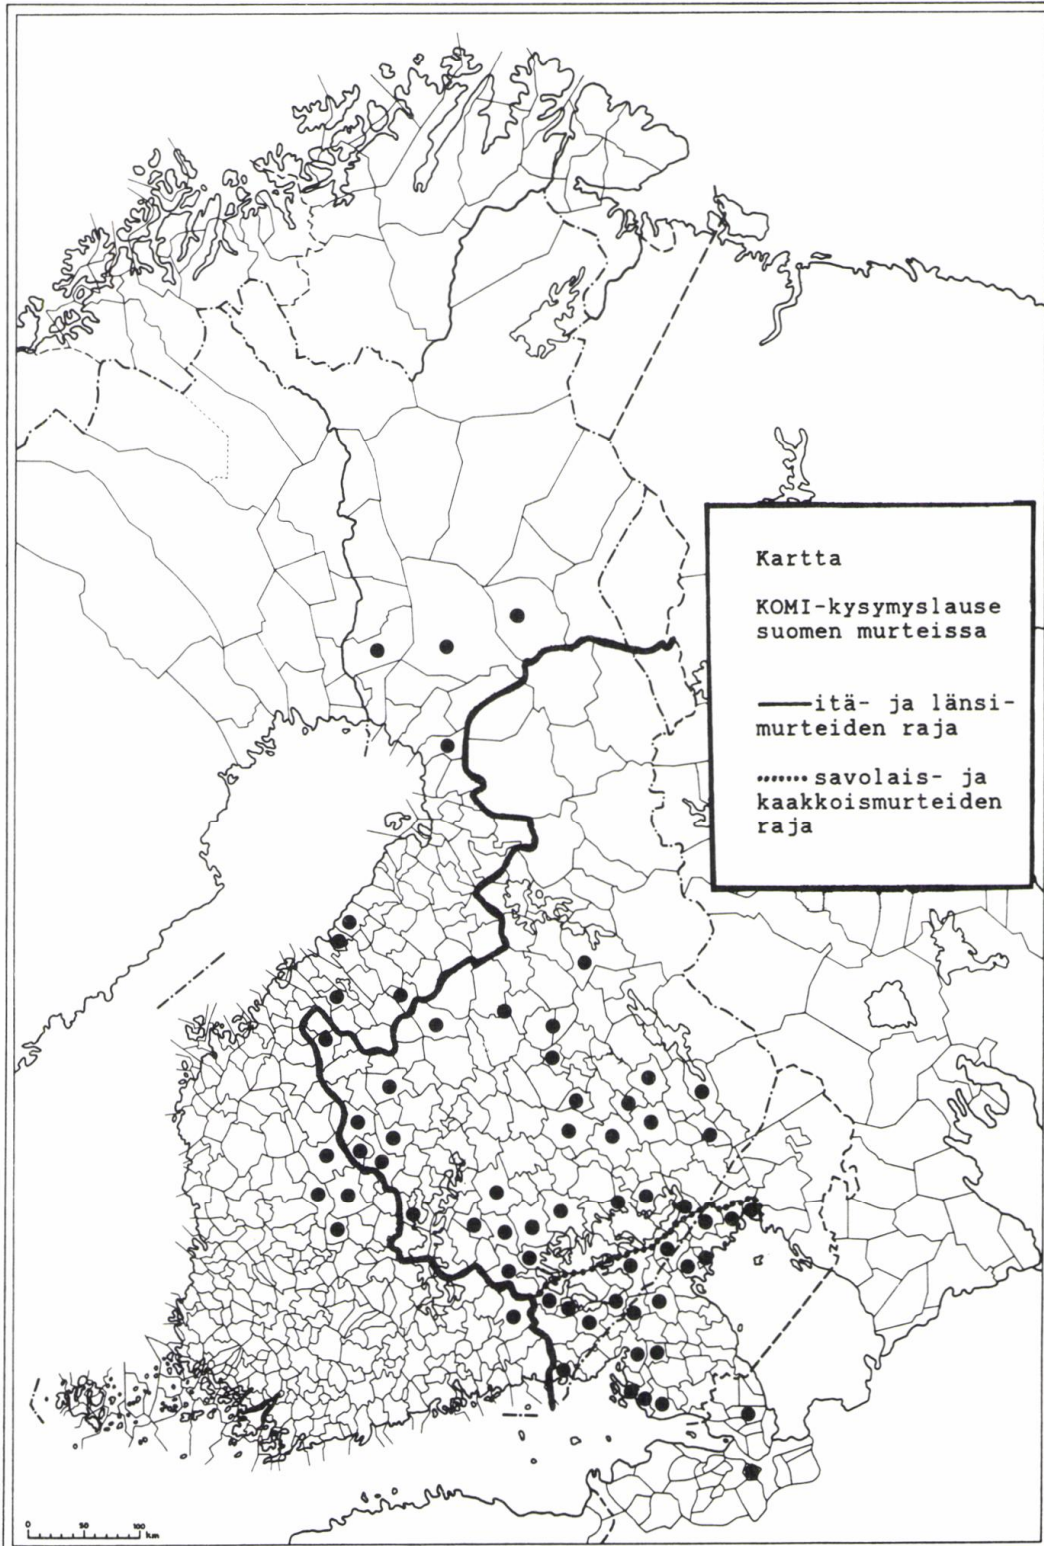 Kartta
KOMI-kysymyslause
suomen murteissa
itä- ja länsi-
murteiden raja
savolais- ja
kaakkoismurteiden
raja
0 50 100
km